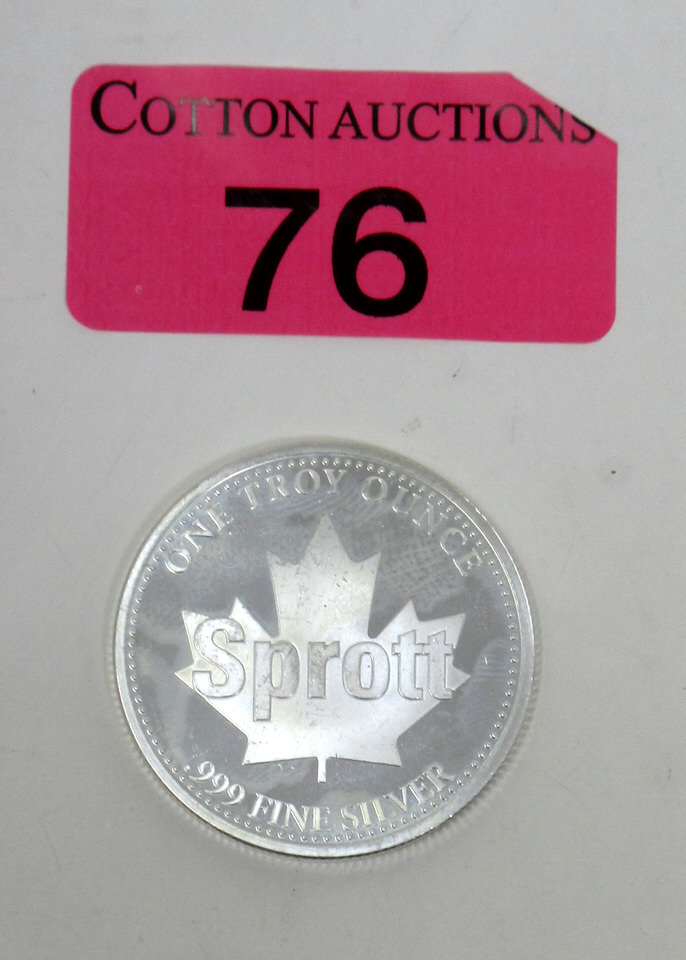 COTTON AUCTIONS
76
ONE TROY OUNCE
Sprott
.999 FINE SILVER